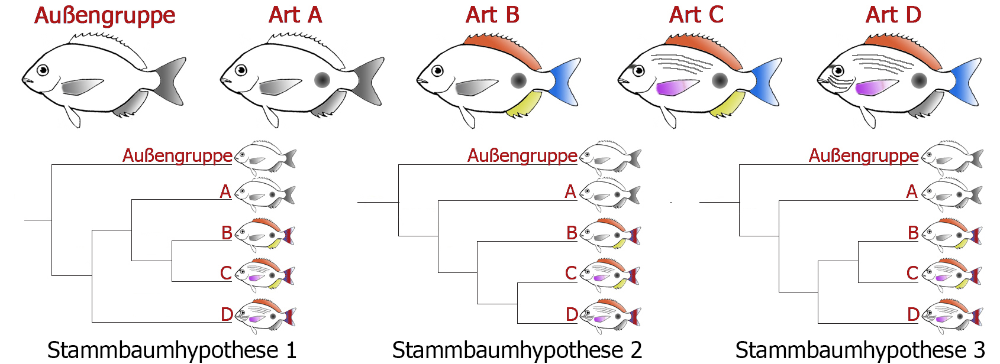 Außengruppe Art A Art B Art C Art D
Außengruppe
A
B
C
D
Stammbaumhypothese 1
Außengruppe
A
B
C
D
Stammbaumhypothese 2
Außengruppe
A
B
C
D
Stammbaumhypothese 3